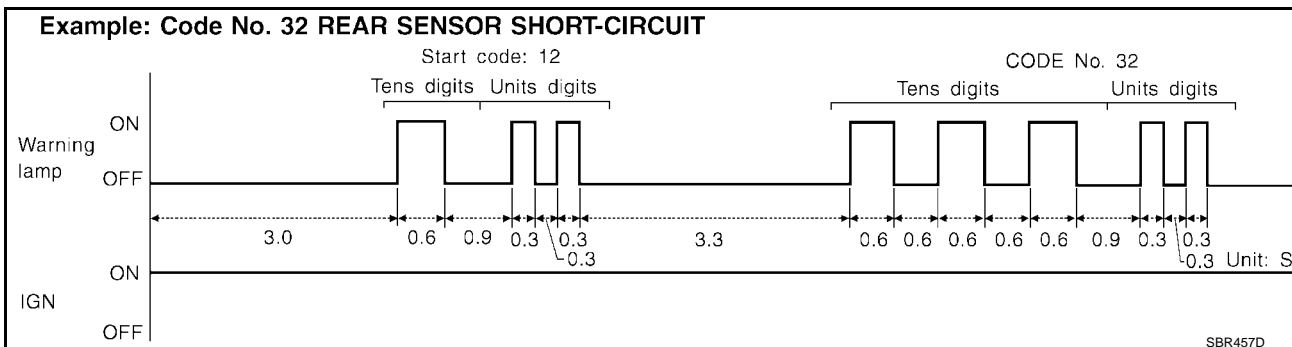 Example: Code No. 32 REAR SENSOR SHORT-CIRCUIT
Start code: 12
CODE No. 32
Tens digits Units digits
Tens digits Units digits
ON
Warning
lamp
OFF
3.0 0.6 0.9 0.3 0.3 3.3 0.6 0.6 0.6 0.6 0.6 0.9 0.3 0.3
0.3 0.3 Unit: S
ON
IGN
OFF
SBR457D